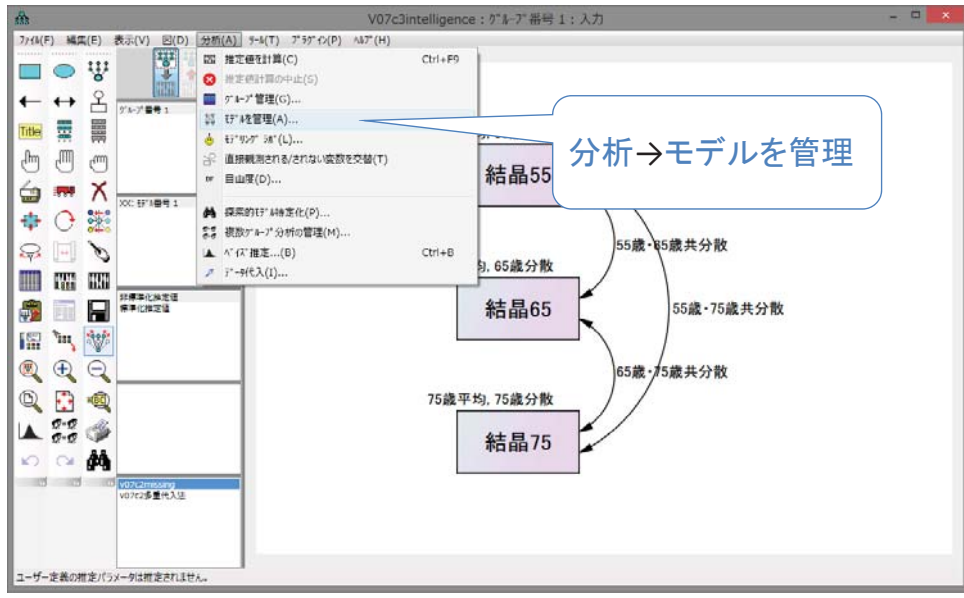 V07c3intelligence：ｸﾞﾙｰﾌﾟ番号 1：入力
ﾌｧｲﾙ(F) 編集(E) 表示(V) 図(D) 分析(A) ﾂｰﾙ(T) ﾌﾟﾗｸﾞｲﾝ(P) ﾍﾙﾌﾟ(H)
推定値を計算(C) Ctrl+F9
推定値計算の中止(S)
ｸﾞﾙｰﾌﾟ管理(G)...
ﾓﾃﾞﾙを管理(A)...
ﾓﾃﾞﾘﾝｸﾞ ﾗﾎﾞ(L)...
直接観測される/されない変数を交替(T)
DF 自由度(D)...
探索的ﾓﾃﾞﾙ特定化(P)...
複数ｸﾞﾙｰﾌﾟ分析の管理(M)...
ﾍﾞｲｽﾞ推定...(B) Ctrl+B
ﾃﾞｰﾀ代入(I)...
分析→モデルを管理
Title
ｸﾞﾙｰﾌﾟ番号 1
XX: ﾓﾃﾞﾙ番号 1
非標準化推定値
標準化推定値
V07c2missing
V07c2多重代入法
結晶55
55歳・65歳共分散
均, 65歳分散
結晶65
55歳・75歳共分散
65歳・75歳共分散
75歳平均, 75歳分散
結晶75
ユーザー定義の推定パラメータは推定されません。